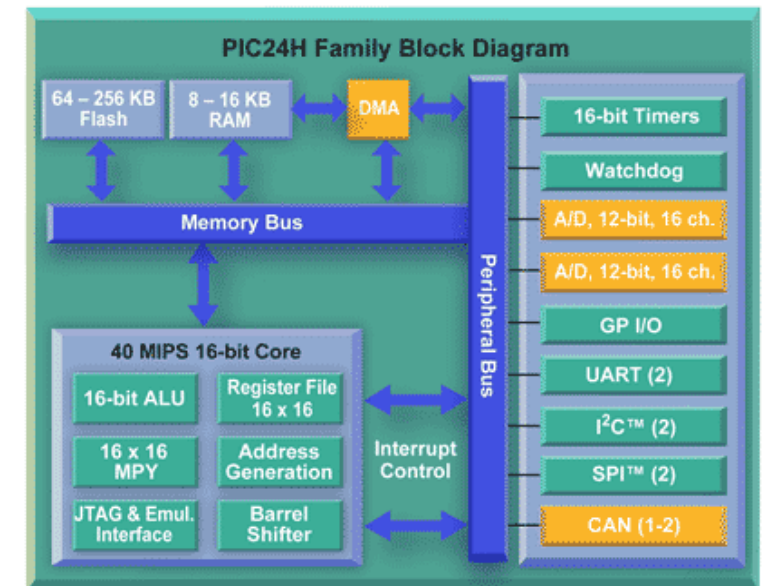 PIC24H Family Block Diagram
64 – 256 KB
Flash
8 – 16 KB
RAM
DMA
Memory Bus
Peripheral Bus
40 MIPS 16-bit Core
16-bit ALU
Register File
16 x 16
16 x 16
MPY
Address
Generation
JTAG & Emul.
Interface
Barrel
Shifter
Interrupt
Control
16-bit Timers
Watchdog
A/D, 12-bit, 16 ch.
A/D, 12-bit, 16 ch.
GP I/O
UART (2)
I²C™ (2)
SPI™ (2)
CAN (1-2)